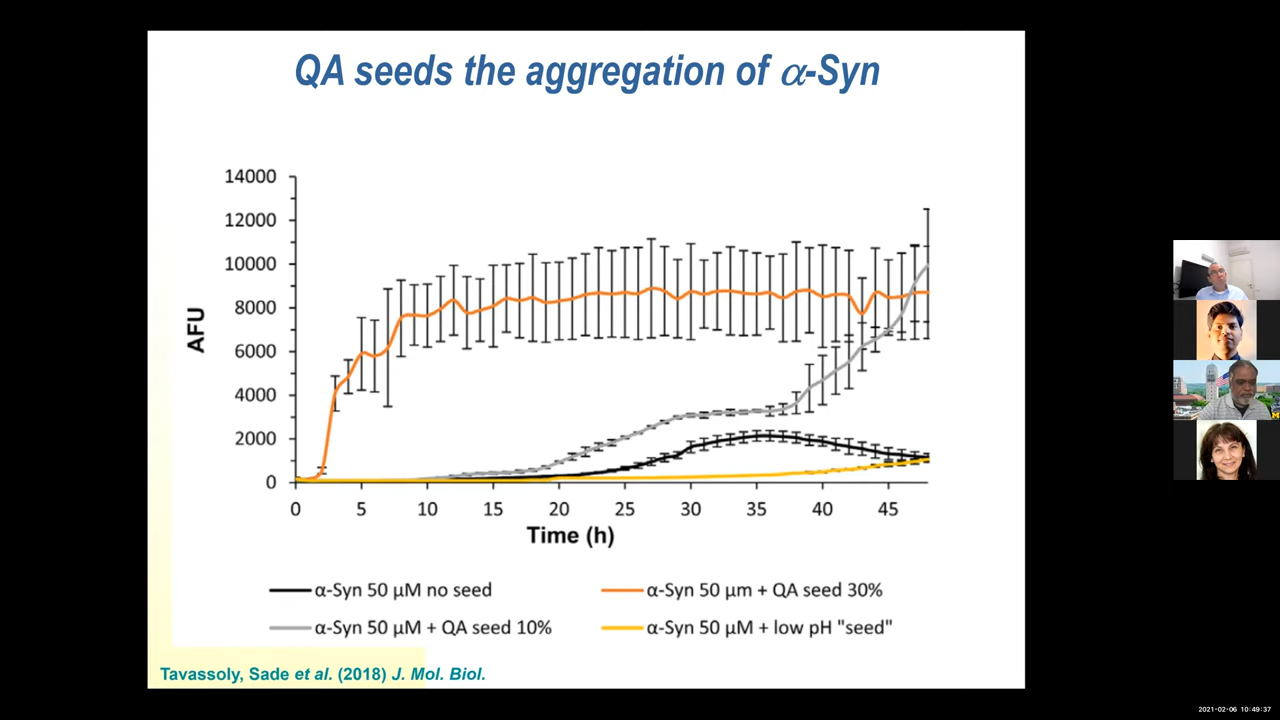 QA seeds the aggregation of α-Syn
14000
12000
10000
8000
6000
4000
2000
0
AFU
0 5 10 15 20 25 30 35 40 45
Time (h)
α-Syn 50 µM no seed
α-Syn 50 µm + QA seed 30%
α-Syn 50 µM + QA seed 10%
α-Syn 50 µM + low pH "seed"
Tavassoly, Sade et al. (2018) J. Mol. Biol.
2021-02-06 10:49:37